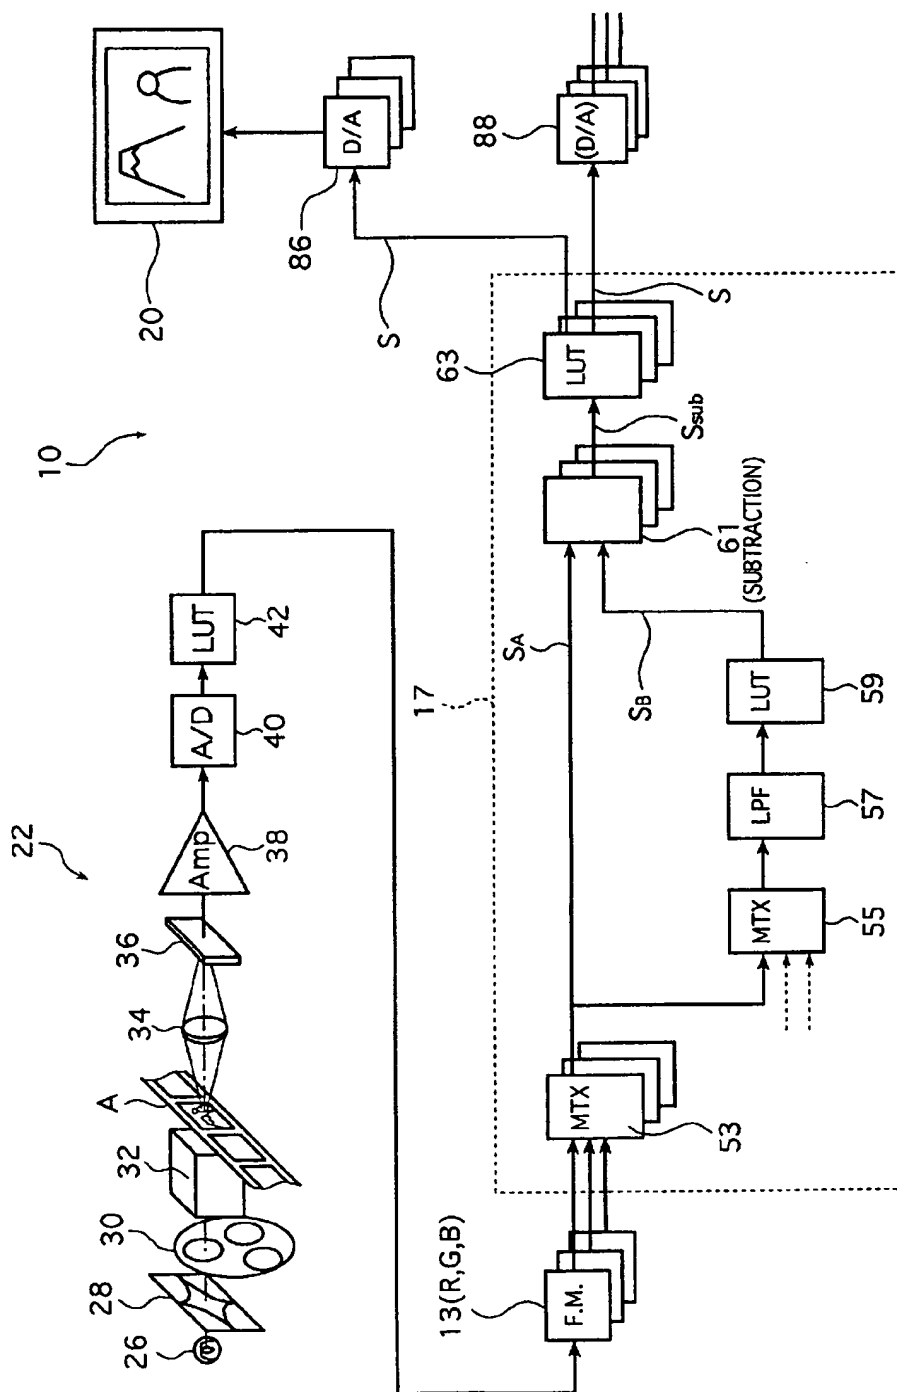 22
26
28
30
32
A
34
36
Amp
38
A/D
40
LUT
42
10
20
D/A
86
S
(D/A)
88
13(R,G,B)
F.M.
17
MTX
53
SA
MTX
55
LPF
57
LUT
59
SB
61
(SUBTRACTION)
Ssub
LUT
63
S